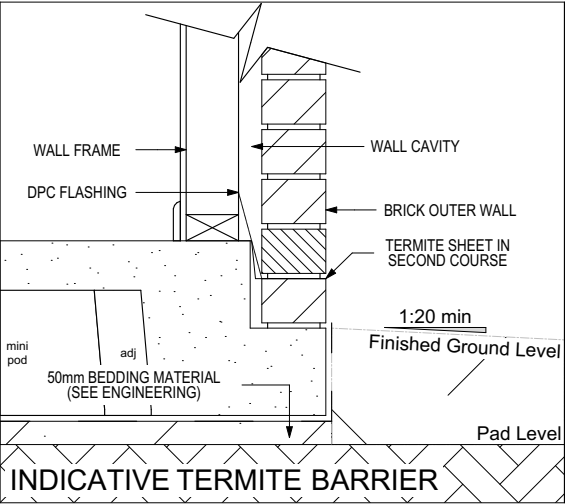 WALL FRAME
WALL CAVITY
DPC FLASHING
BRICK OUTER WALL
TERMITE SHEET IN
SECOND COURSE
1:20 min
Finished Ground Level
mini
pod
adj
50mm BEDDING MATERIAL
(SEE ENGINEERING)
Pad Level
INDICATIVE TERMITE BARRIER